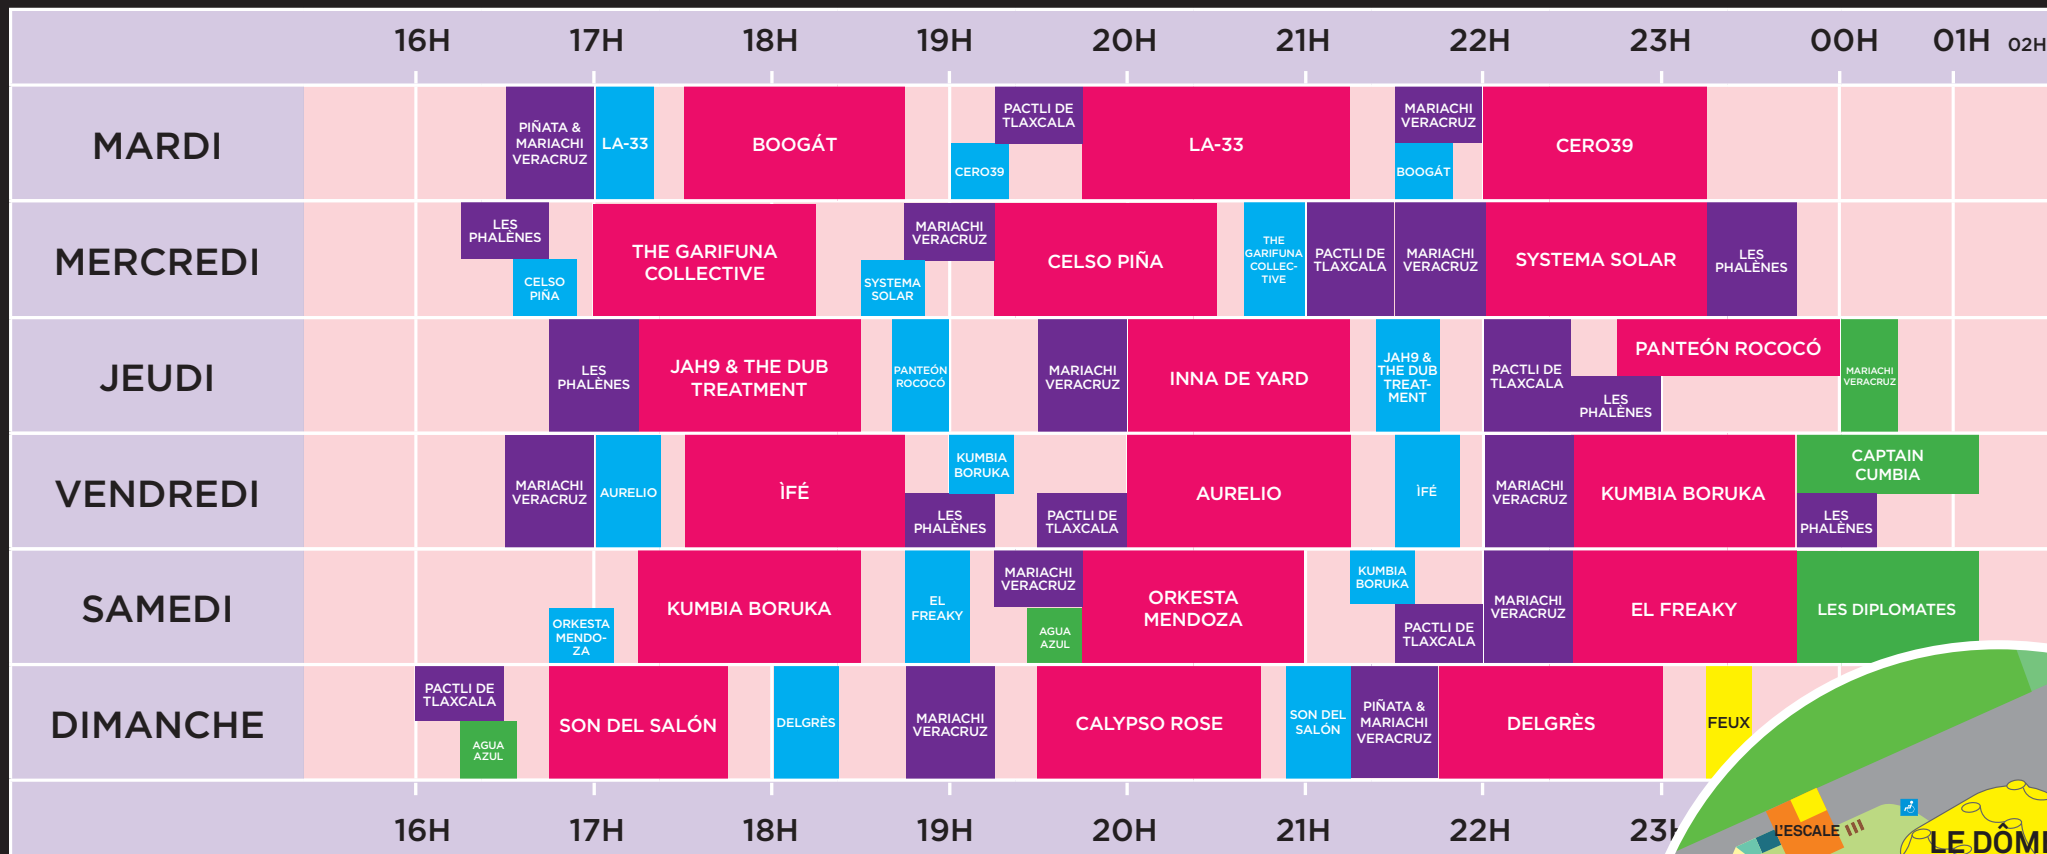 16H 17H 18H 19H 20H 21H 22H 23H 00H 01H 02H
MARDI
PIÑATA &
MARIACHI
VERACRUZ
LA-33
BOOGÁT
CERO39
PACTLI DE
TLAXCALA
LA-33
MARIACHI
VERACRUZ
BOOGÁT
CERO39
MERCREDI
LES
PHALÈNES
CELSO
PIÑA
THE GARIFUNA
COLLECTIVE
SYSTEMA
SOLAR
MARIACHI
VERACRUZ
CELSO PIÑA
THE
GARIFUNA
COLLEC-
TIVE
PACTLI DE
TLAXCALA
MARIACHI
VERACRUZ
SYSTEMA SOLAR
LES
PHALÈNES
JEUDI
LES
PHALÈNES
JAH9 & THE DUB
TREATMENT
PANTEÓN
ROCOCÓ
MARIACHI
VERACRUZ
INNA DE YARD
JAH9 &
THE DUB
TREAT-
MENT
PACTLI DE
TLAXCALA
LES
PHALÈNES
PANTEÓN ROCOCÓ
MARIACHI
VERACRUZ
VENDREDI
MARIACHI
VERACRUZ
AURELIO
ÌFÉ
LES
PHALÈNES
KUMBIA
BORUKA
PACTLI DE
TLAXCALA
AURELIO
ÌFÉ
MARIACHI
VERACRUZ
KUMBIA BORUKA
CAPTAIN
CUMBIA
LES
PHALÈNES
SAMEDI
ORKESTA
MENDO-
ZA
KUMBIA BORUKA
EL
FREAKY
MARIACHI
VERACRUZ
AGUA
AZUL
ORKESTA
MENDOZA
KUMBIA
BORUKA
PACTLI DE
TLAXCALA
MARIACHI
VERACRUZ
EL FREAKY
LES DIPLOMATES
DIMANCHE
PACTLI DE
TLAXCALA
AGUA
AZUL
SON DEL SALÓN
DELGRÈS
MARIACHI
VERACRUZ
CALYPSO ROSE
SON DEL
SALÓN
PIÑATA &
MARIACHI
VERACRUZ
DELGRÈS
FEUX
16H 17H 18H 19H 20H 21H 22H 23H
L'ESCALE
LE DÔME